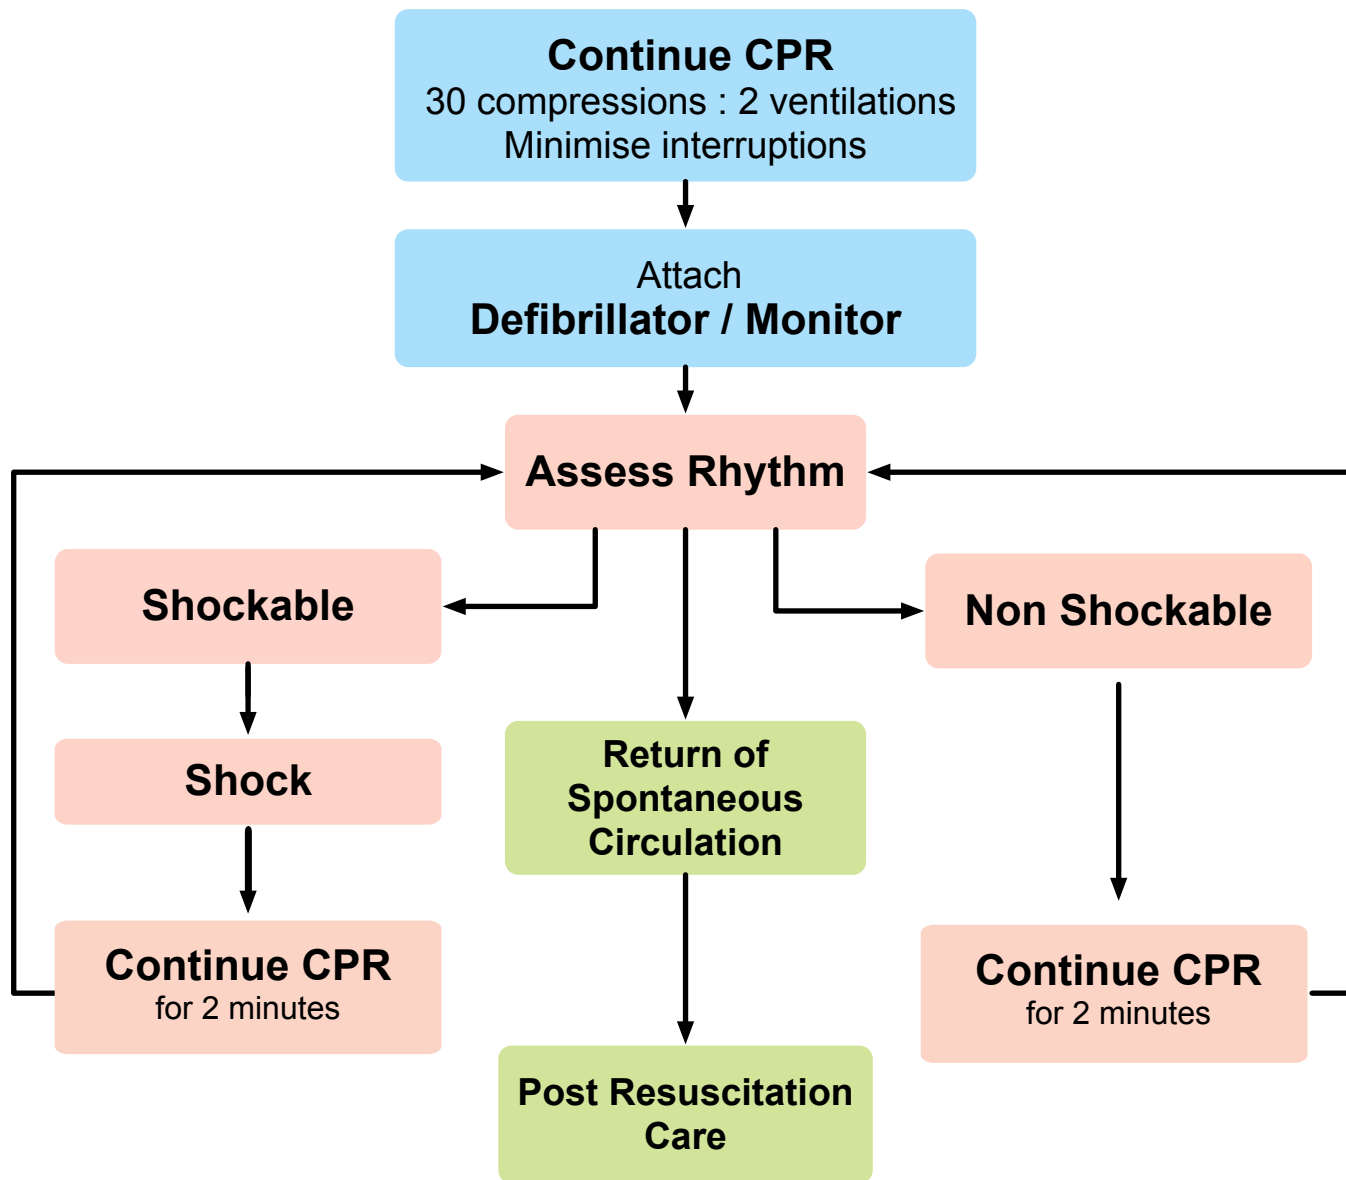 Continue CPR
30 compressions : 2 ventilations
Minimise interruptions
Attach
Defibrillator / Monitor
Assess Rhythm
Shockable
Non Shockable
Shock
Return of
Spontaneous
Circulation
Continue CPR
for 2 minutes
Continue CPR
for 2 minutes
Post Resuscitation
Care